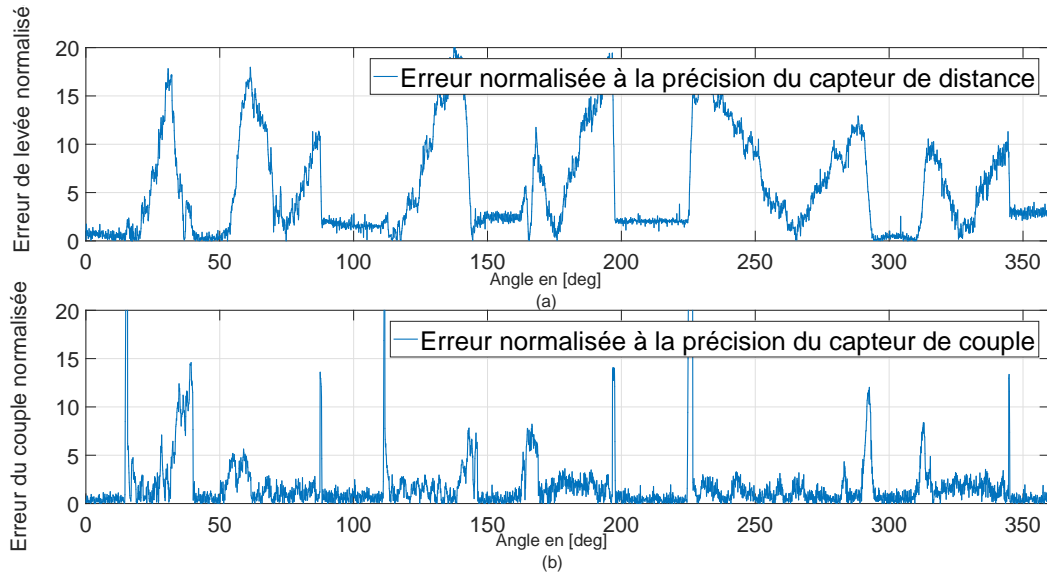 Erreur de levée normalisé
20
15
10
5
0
Erreur normalisée à la précision du capteur de distance
0 50 100 150 200 250 300 350
Angle en [deg]
(a)
Erreur du couple normalisée
20
15
10
5
0
Erreur normalisée à la précision du capteur de couple
0 50 100 150 200 250 300 350
Angle en [deg]
(b)